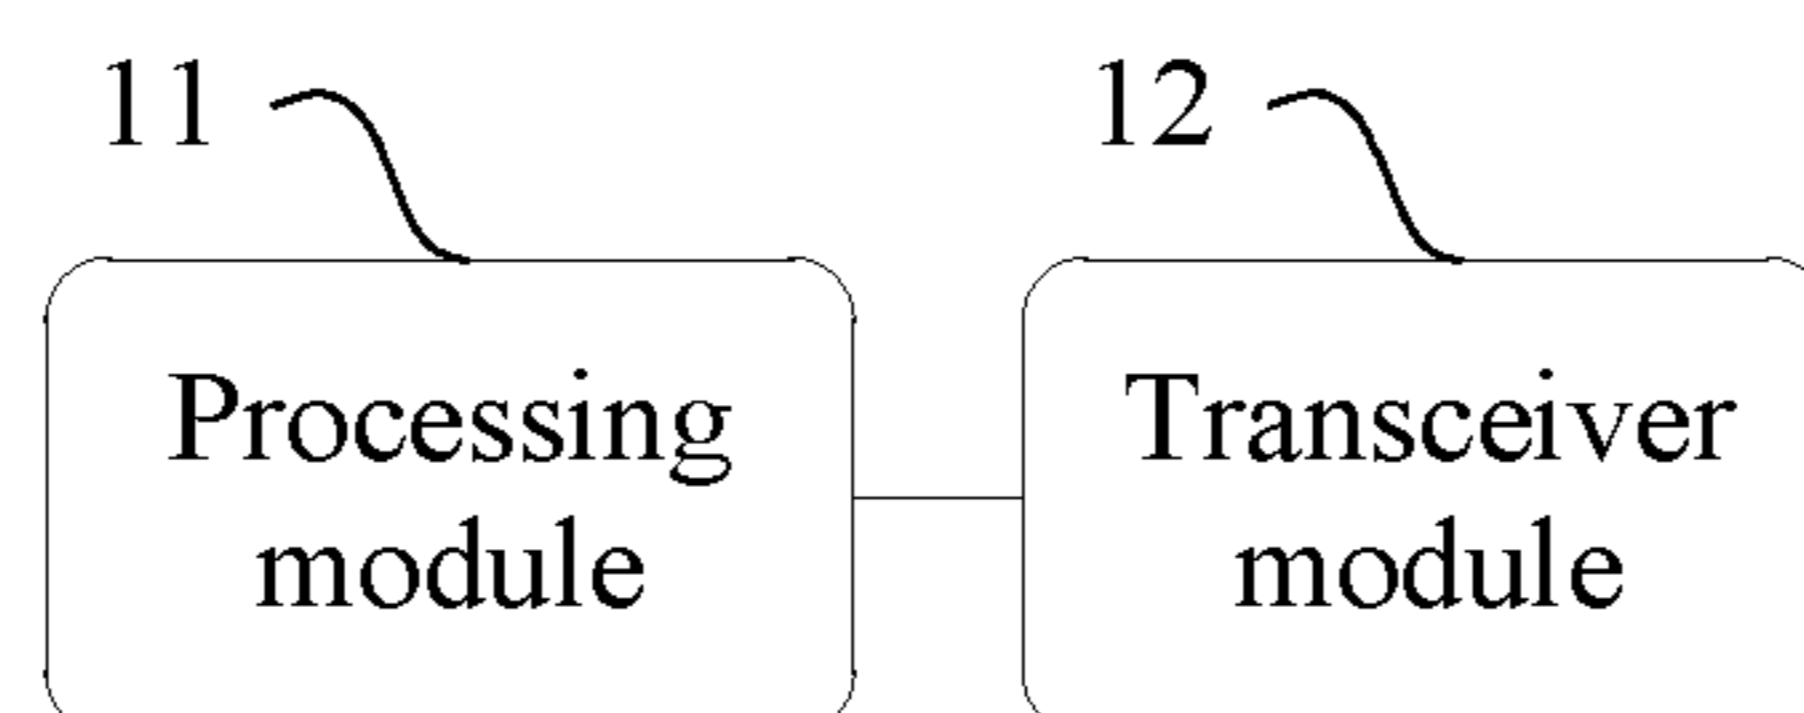 11
12
Processing
module
Transceiver
module